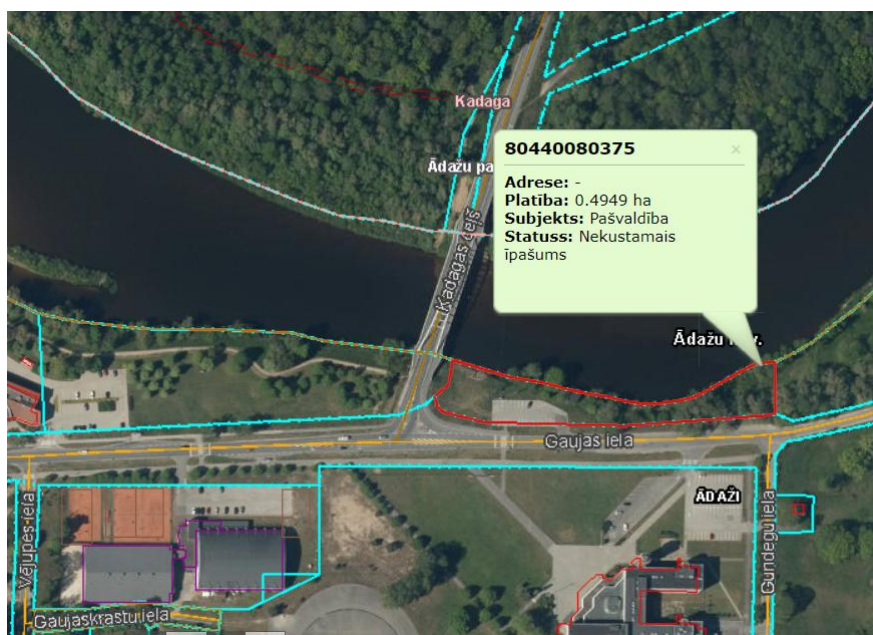 Kadaga
80440080375
×
Ādažu pa
Adrese: -
Platība: 0.4949 ha
Subjekts: Pašvaldība
Statuss: Nekustamais
īpašums
Kadagas ceļš
Ādažu
v.
Gaujas iela
ĀDAŽI
Vējupes iela
Gundegu iela
Gaujaskrastu iela